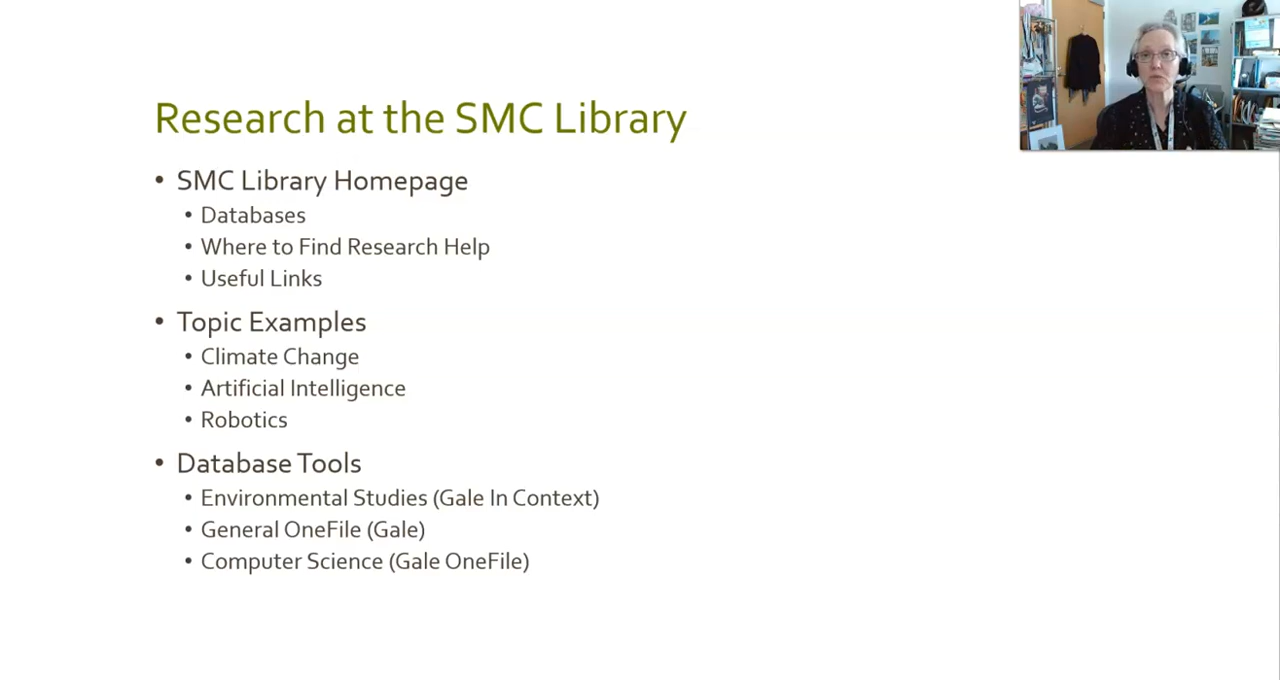 Research at the SMC Library
• SMC Library Homepage
• Databases
• Where to Find Research Help
• Useful Links
• Topic Examples
• Climate Change
• Artificial Intelligence
• Robotics
• Database Tools
• Environmental Studies (Gale In Context)
• General OneFile (Gale)
• Computer Science (Gale OneFile)